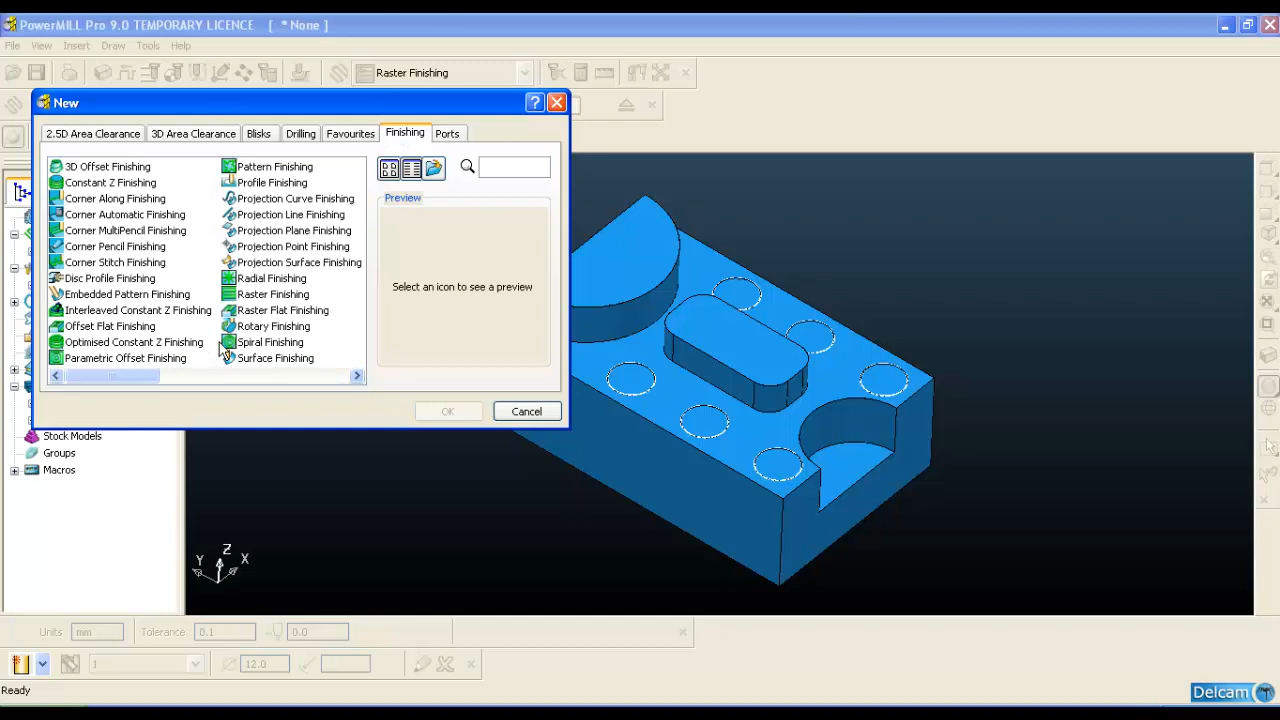 PowerMILL Pro 9.0 TEMPORARY LICENCE [ * None ]
File View Insert Draw Tools Help
Raster Finishing
New
2.5D Area Clearance 3D Area Clearance Blisks Drilling Favourites Finishing Ports
3D Offset Finishing
Constant Z Finishing
Corner Along Finishing
Corner Automatic Finishing
Corner MultiPencil Finishing
Corner Pencil Finishing
Corner Stitch Finishing
Disc Profile Finishing
Embedded Pattern Finishing
Interleaved Constant Z Finishing
Offset Flat Finishing
Optimised Constant Z Finishing
Parametric Offset Finishing
Pattern Finishing
Profile Finishing
Projection Curve Finishing
Projection Line Finishing
Projection Plane Finishing
Projection Point Finishing
Projection Surface Finishing
Radial Finishing
Raster Finishing
Raster Flat Finishing
Rotary Finishing
Spiral Finishing
Surface Finishing
Preview
Select an icon to see a preview
OK Cancel
Stock Models
Groups
Macros
Z
Y X
Units mm Tolerance 0.1 0.0
1 12.0
Ready
Delcam